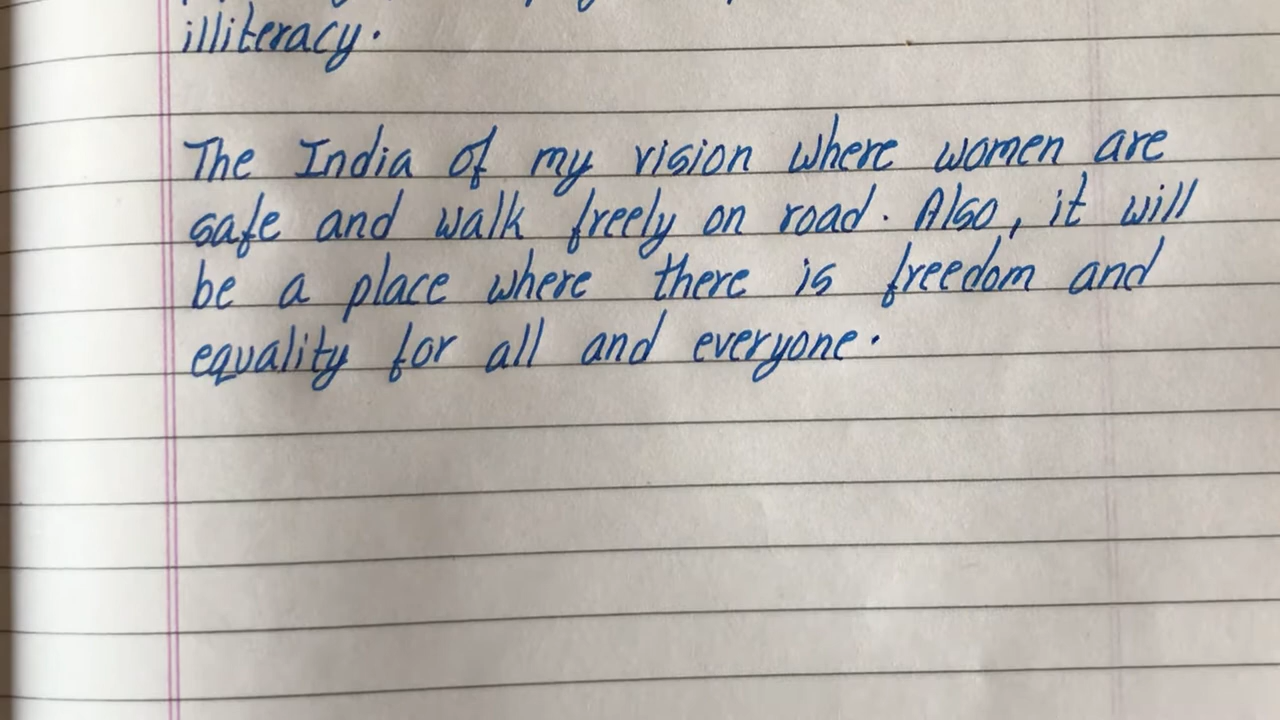 illiteracy.
The India of my vision where women are
safe and walk freely on road. Also, it will
be a place where there is freedom and
equality for all and everyone.